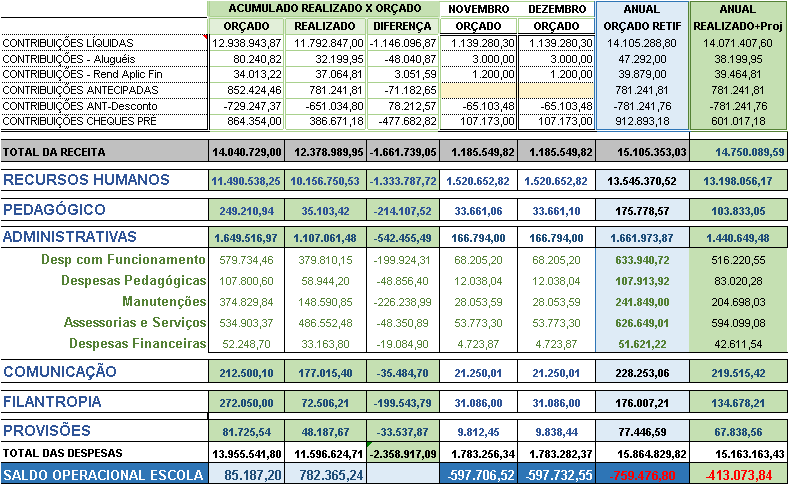 ACUMULADO REALIZADO X ORÇADO NOVEMBRO DEZEMBRO ANUAL ANUAL
ORÇADO REALIZADO DIFERENÇA ORÇADO ORÇADO ORÇADO RETIF REALIZADO+Proj
CONTRIBUIÇÕES LÍQUIDAS 12.938.943,87 11.792.847,00 -1.146.096,87 1.139.280,30 1.139.280,30 14.105.288,80 14.071.407,60
CONTRIBUIÇÕES - Aluguéis 80.240,82 32.199,95 -48.040,87 3.000,00 3.000,00 47.292,00 38.199,95
CONTRIBUIÇÕES - Rend Aplic Fin 34.013,22 37.064,81 3.051,59 1.200,00 1.200,00 39.879,00 39.464,81
CONTRIBUIÇÕES ANTECIPADAS 852.424,46 781.241,81 -71.182,65 781.241,81 781.241,81
CONTRIBUIÇÕES ANT-Desconto -729.247,37 -651.034,80 78.212,57 -65.103,48 -65.103,48 -781.241,76 -781.241,76
CONTRIBUIÇÕES CHEQUES PRÉ 864.354,00 386.671,18 -477.682,82 107.173,00 107.173,00 912.893,18 601.017,18
TOTAL DA RECEITA 14.040.729,00 12.378.989,95 -1.661.739,05 1.185.549,82 1.185.549,82 15.105.353,03 14.750.089,59
RECURSOS HUMANOS 11.490.538,25 10.156.750,53 -1.333.787,72 1.520.652,82 1.520.652,82 13.545.370,52 13.198.056,17
PEDAGÓGICO 249.210,94 35.103,42 -214.107,52 33.661,06 33.661,10 175.778,57 103.833,05
ADMINISTRATIVAS 1.649.516,97 1.107.061,48 -542.455,49 166.794,00 166.794,00 1.661.973,87 1.440.649,48
Desp com Funcionamento 579.734,46 379.810,15 -199.924,31 68.205,20 68.205,20 633.940,72 516.220,55
Despesas Pedagógicas 107.800,60 58.944,20 -48.856,40 12.038,04 12.038,04 107.913,92 83.020,28
Manutenções 374.829,84 148.590,85 -226.238,99 28.053,59 28.053,59 241.849,00 204.698,03
Assessorias e Serviços 534.903,37 486.552,48 -48.350,89 53.773,30 53.773,30 626.649,01 594.099,08
Despesas Financeiras 52.248,70 33.163,80 -19.084,90 4.723,87 4.723,87 51.621,22 42.611,54
COMUNICAÇÃO 212.500,10 177.015,40 -35.484,70 21.250,01 21.250,01 228.253,06 219.515,42
FILANTROPIA 272.050,00 72.506,21 -199.543,79 31.086,00 31.086,00 176.007,21 134.678,21
PROVISÕES 81.725,54 48.187,67 -33.537,87 9.812,45 9.838,44 77.446,59 67.838,56
TOTAL DAS DESPESAS 13.955.541,80 11.596.624,71 -2.358.917,09 1.783.256,34 1.783.282,37 15.864.829,82 15.163.163,43
SALDO OPERACIONAL ESCOLA 85.187,20 782.365,24 -597.706,52 -597.732,55 -759.476,80 -413.073,84